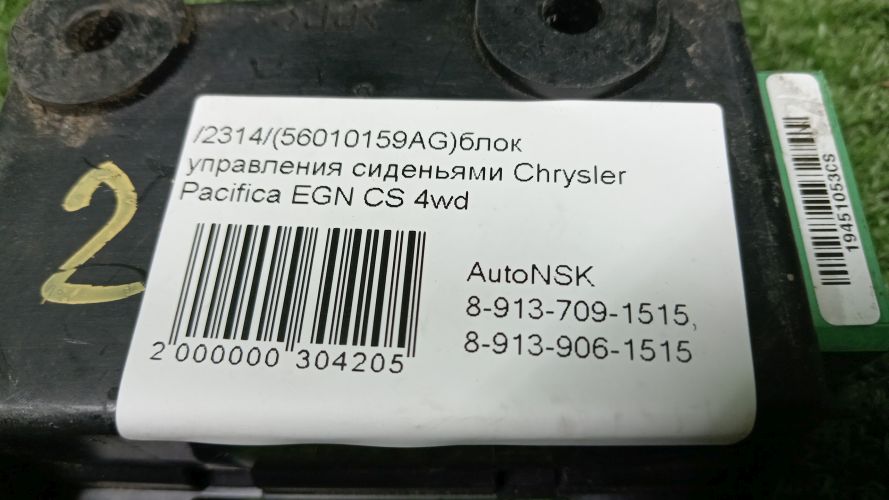 /2314/(56010159AG)блок
управления сиденьями Chrysler
Pacifica EGN CS 4wd
AutoNSK
8-913-709-1515,
8-913-906-1515
2 000000 304205
2
19451053CS